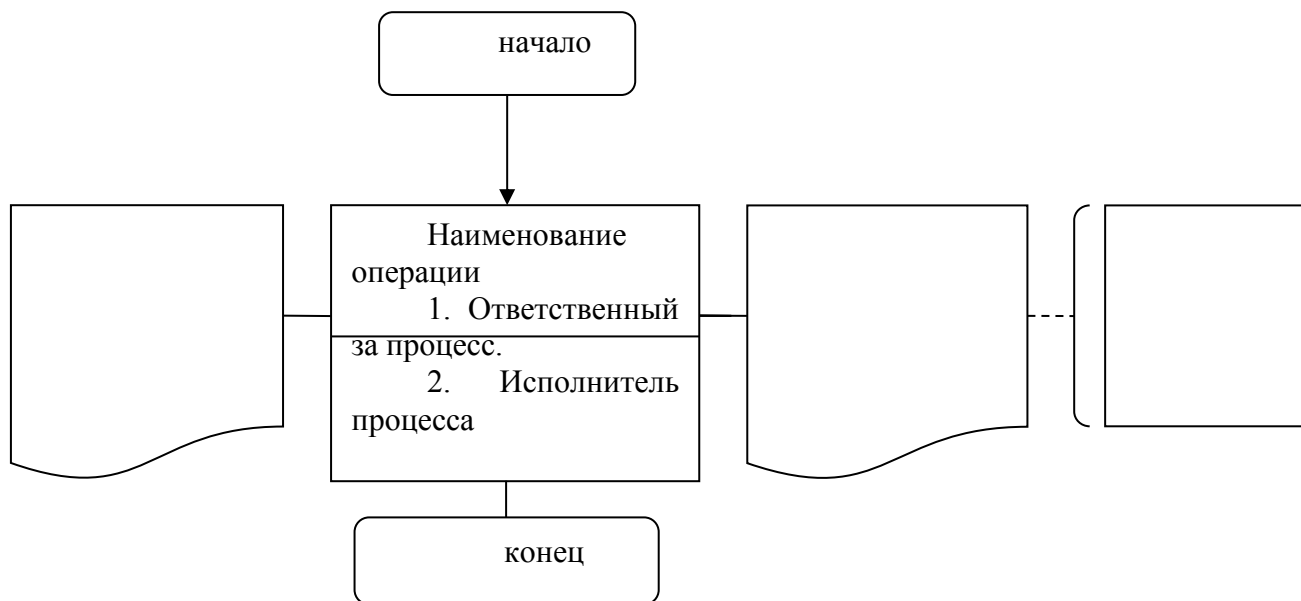 начало
Наименование
операции
1. Ответственный
за процесс.
2. Исполнитель
процесса
конец